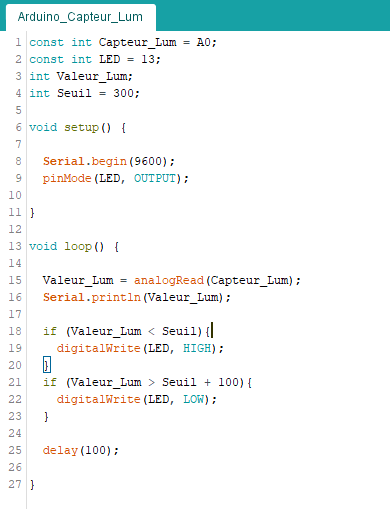 Arduino_Capteur_Lum
1 const int Capteur_Lum = A0;
2 const int LED = 13;
3 int Valeur_Lum;
4 int Seuil = 300;
5
6 void setup() {
7
8   Serial.begin(9600);
9   pinMode(LED, OUTPUT);
10
11 }
12
13 void loop() {
14
15   Valeur_Lum = analogRead(Capteur_Lum);
16   Serial.println(Valeur_Lum);
17
18   if (Valeur_Lum < Seuil){
19     digitalWrite(LED, HIGH);
20   }
21   if (Valeur_Lum > Seuil + 100){
22     digitalWrite(LED, LOW);
23   }
24
25   delay(100);
26
27 }